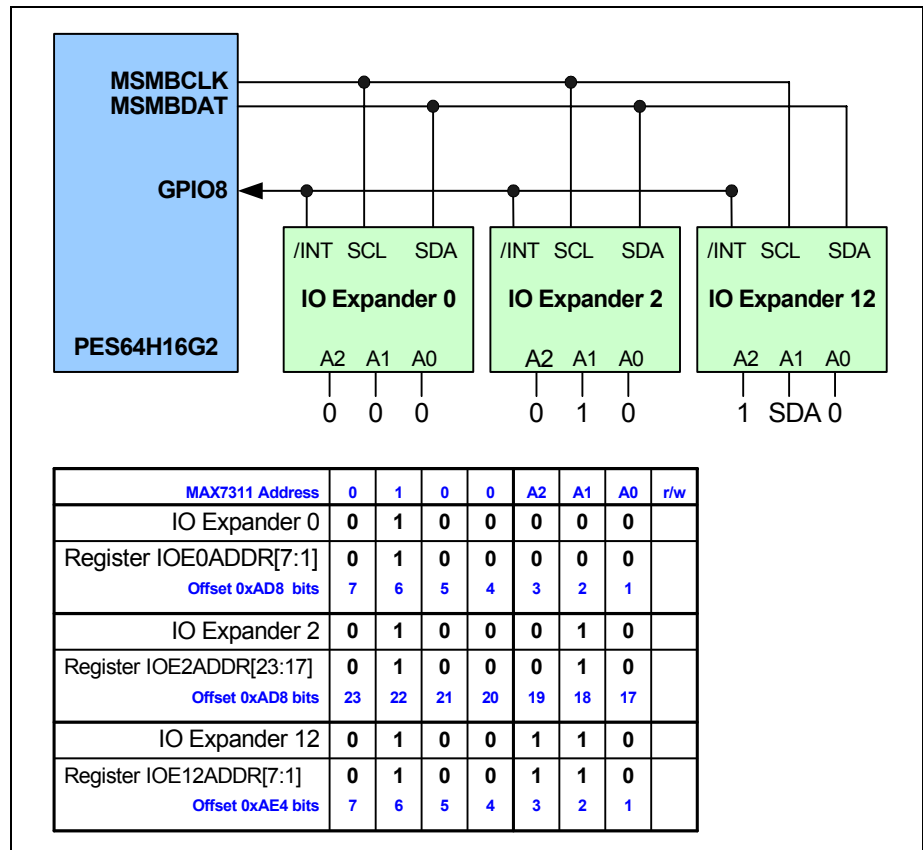 MSMBCLK
MSMBDAT
GPIO8
PES64H16G2
/INT SCL SDA
IO Expander 0
A2 A1 A0
0 0 0
/INT SCL SDA
IO Expander 2
A2 A1 A0
0 1 0
/INT SCL SDA
IO Expander 12
A2 A1 A0
1 SDA 0
MAX7311 Address 0 1 0 0 A2 A1 A0 r/w
IO Expander 0 0 1 0 0 0 0 0
Register IOE0ADDR[7:1] 0 1 0 0 0 0 0
Offset 0xAD8 bits 7 6 5 4 3 2 1
IO Expander 2 0 1 0 0 0 1 0
Register IOE2ADDR[23:17] 0 1 0 0 0 1 0
Offset 0xAD8 bits 23 22 21 20 19 18 17
IO Expander 12 0 1 0 0 1 1 0
Register IOE12ADDR[7:1] 0 1 0 0 1 1 0
Offset 0xAE4 bits 7 6 5 4 3 2 1